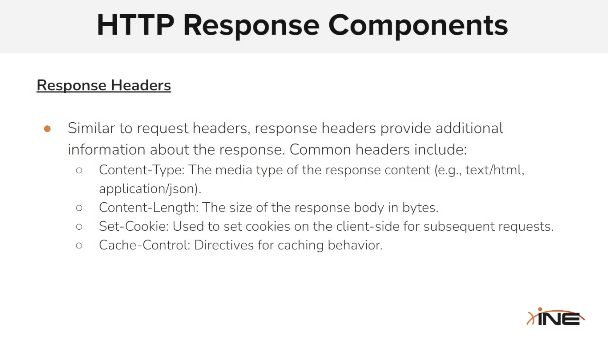 HTTP Response Components
Response Headers
● Similar to request headers, response headers provide additional
information about the response. Common headers include:
○ Content-Type: The media type of the response content (e.g., text/html,
application/json).
○ Content-Length: The size of the response body in bytes.
○ Set-Cookie: Used to set cookies on the client-side for subsequent requests.
○ Cache-Control: Directives for caching behavior.
INE